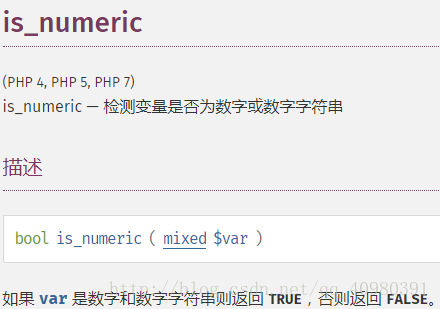 is_numeric
(PHP 4, PHP 5, PHP 7)
is_numeric — 检测变量是否为数字或数字字符串
描述
bool is_numeric ( mixed $var )
http://blog.csdn.net/qq_40980391
如果 var 是数字和数字字符串则返回 TRUE，否则返回 FALSE。